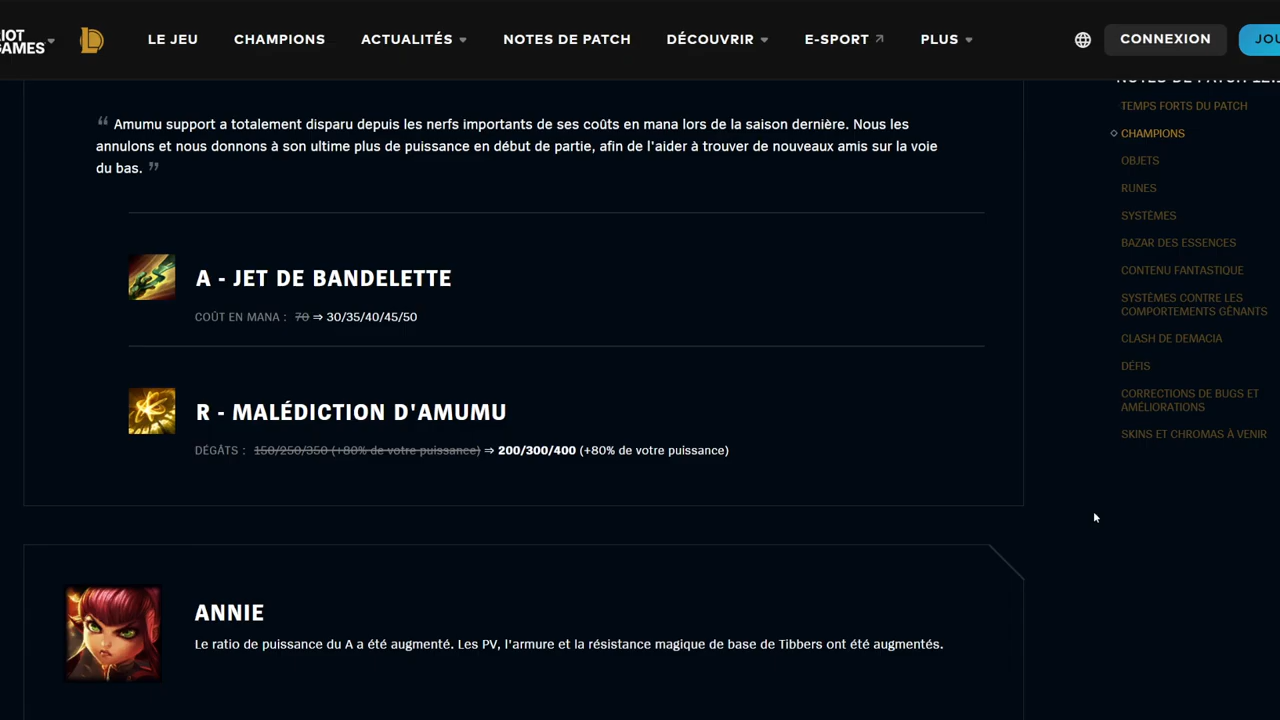 RIOT
GAMES
LE JEU
CHAMPIONS
ACTUALITÉS
NOTES DE PATCH
DÉCOUVRIR
E-SPORT
PLUS
CONNEXION
JOU
“ Amumu support a totalement disparu depuis les nerfs importants de ses coûts en mana lors de la saison dernière. Nous les
annulons et nous donnons à son ultime plus de puissance en début de partie, afin de l'aider à trouver de nouveaux amis sur la voie
du bas. ”
A - JET DE BANDELETTE
COÛT EN MANA : 70 ⇒ 30/35/40/45/50
R - MALÉDICTION D'AMUMU
DÉGÂTS : 150/250/350 (+80% de votre puissance) ⇒ 200/300/400 (+80% de votre puissance)
ANNIE
Le ratio de puissance du A a été augmenté. Les PV, l'armure et la résistance magique de base de Tibbers ont été augmentés.
NOTES DE PATCH
TEMPS FORTS DU PATCH
CHAMPIONS
OBJETS
RUNES
SYSTÈMES
BAZAR DES ESSENCES
CONTENU FANTASTIQUE
SYSTÈMES CONTRE LES
COMPORTEMENTS GÊNANTS
CLASH DE DEMACIA
DÉFIS
CORRECTIONS DE BUGS ET
AMÉLIORATIONS
SKINS ET CHROMAS À VENIR